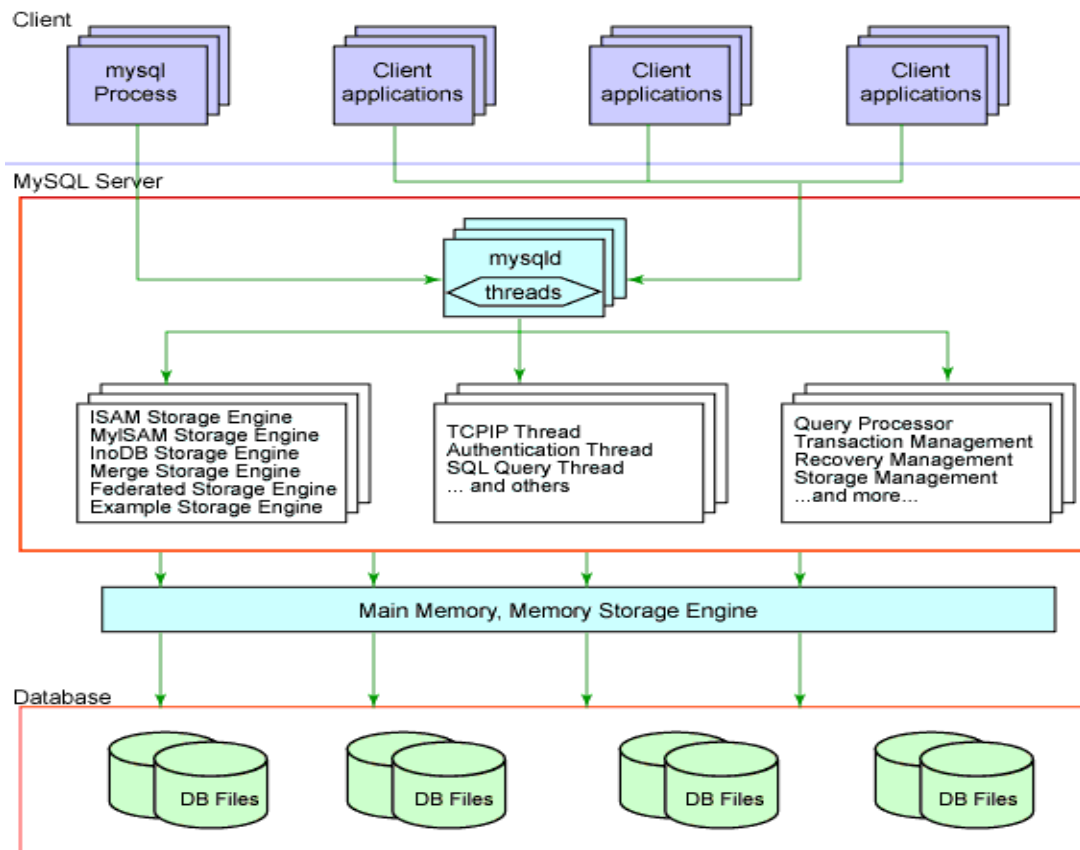 Client
mysql
Process
Client
applications
Client
applications
Client
applications
MySQL Server
mysqld
threads
ISAM Storage Engine
MyISAM Storage Engine
InoDB Storage Engine
Merge Storage Engine
Federated Storage Engine
Example Storage Engine
TCPIP Thread
Authentication Thread
SQL Query Thread
... and others
Query Processor
Transaction Management
Recovery Management
Storage Management
...and more...
Main Memory, Memory Storage Engine
Database
DB Files
DB Files
DB Files
DB Files